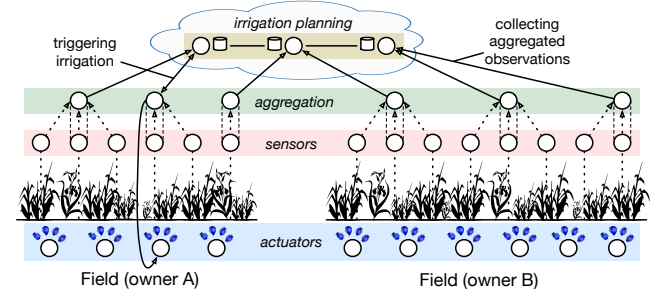 irrigation planning
triggering
irrigation
collecting
aggregated
observations
aggregation
sensors
actuators
Field (owner A)
Field (owner B)